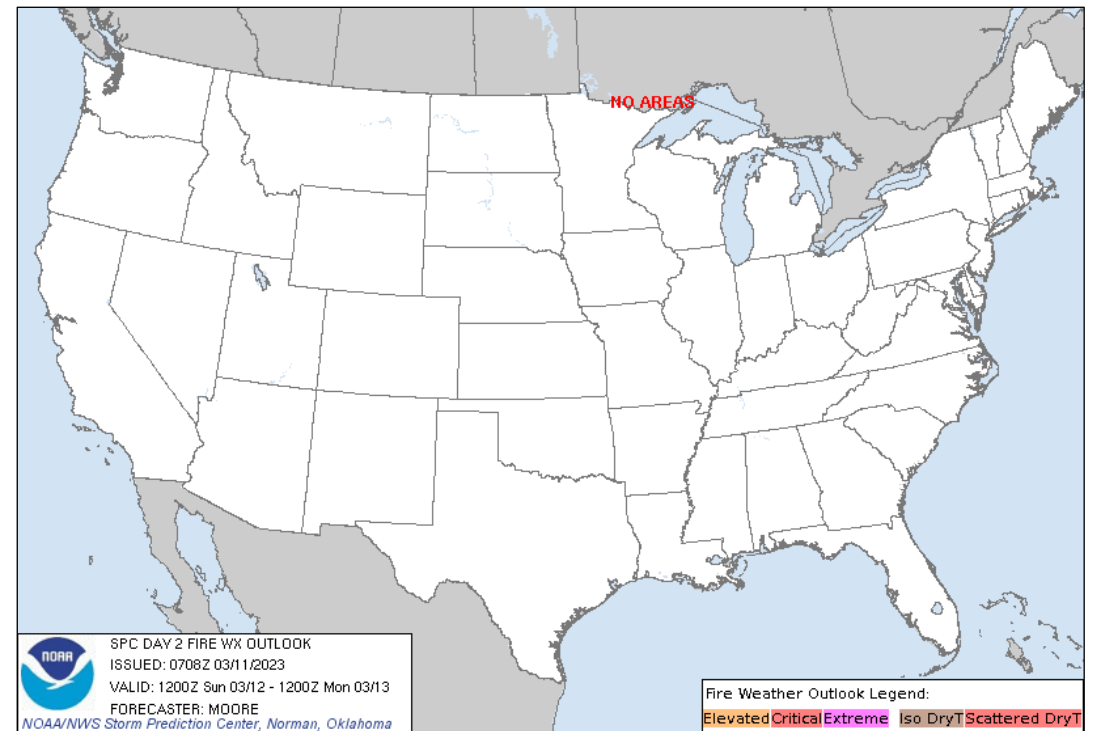 NO AREAS
NOAA
SPC DAY 2 FIRE WX OUTLOOK
ISSUED: 0708Z 03/11/2023
VALID: 1200Z Sun 03/12 - 1200Z Mon 03/13
FORECASTER: MOORE
NOAA/NWS Storm Prediction Center, Norman, Oklahoma
Fire Weather Outlook Legend:
Elevated Critical Extreme Iso DryT Scattered DryT